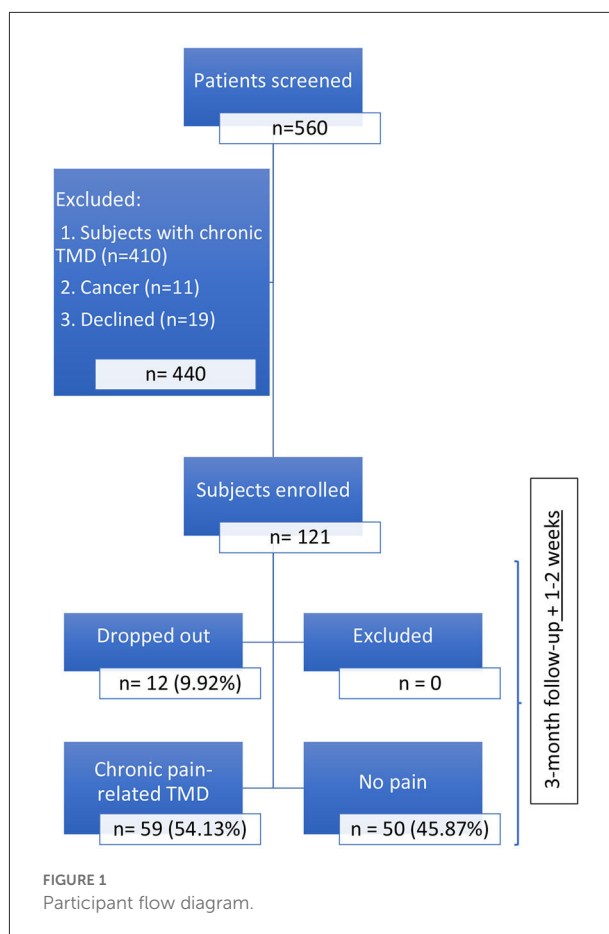 Patients screened
n=560
Excluded:
1. Subjects with chronic
TMD (n=410)
2. Cancer (n=11)
3. Declined (n=19)
n= 440
Subjects enrolled
n= 121
Dropped out
n= 12 (9.92%)
Excluded
n = 0
Chronic pain-
related TMD
n= 59 (54.13%)
No pain
n = 50 (45.87%)
3-month follow-up + 1-2 weeks
FIGURE 1
Participant flow diagram.